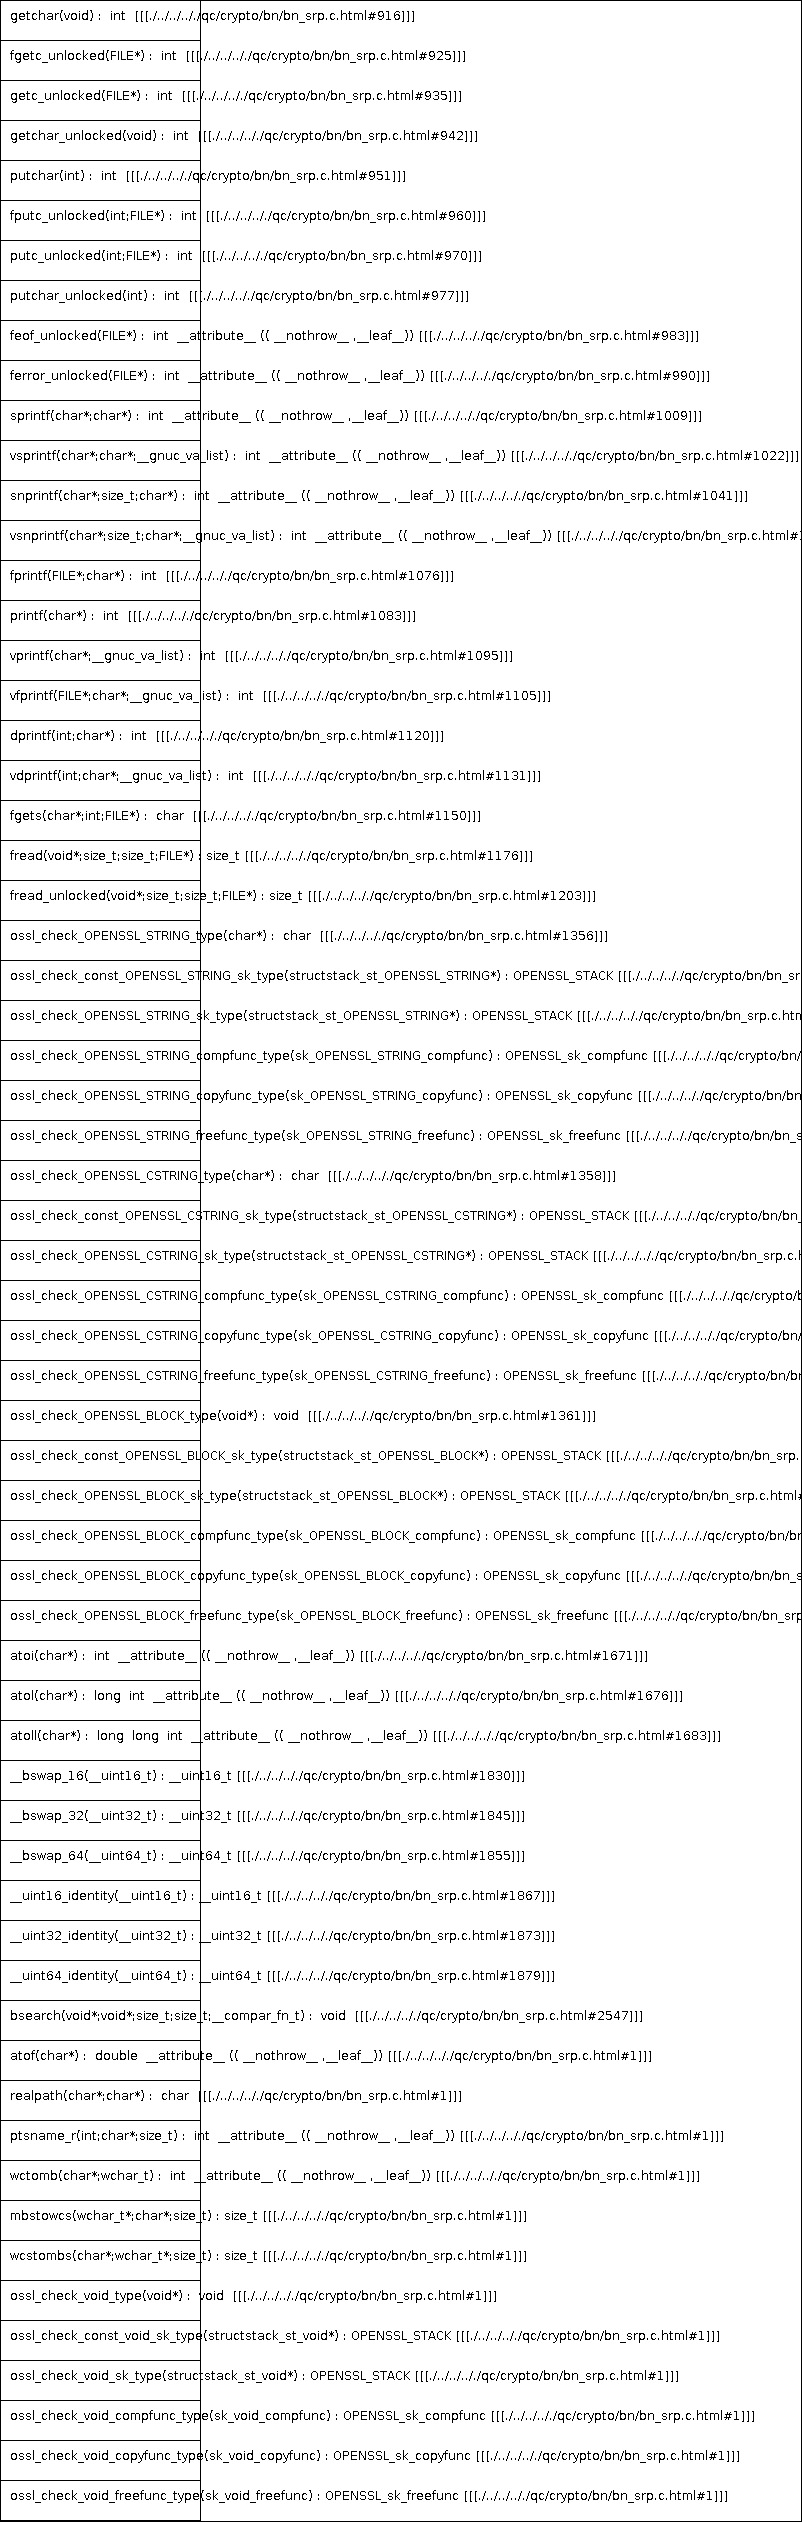 getchar(void) :  int  [[[./../../././qc/crypto/bn/bn_srp.c.html#916]]]
fgetc_unlocked(FILE*) :  int  [[[./../../././qc/crypto/bn/bn_srp.c.html#925]]]
getc_unlocked(FILE*) :  int  [[[./../../././qc/crypto/bn/bn_srp.c.html#935]]]
getchar_unlocked(void) :  int  [[[./../../././qc/crypto/bn/bn_srp.c.html#942]]]
putchar(int) :  int  [[[./../../././qc/crypto/bn/bn_srp.c.html#951]]]
fputc_unlocked(int;FILE*) :  int  [[[./../../././qc/crypto/bn/bn_srp.c.html#960]]]
putc_unlocked(int;FILE*) :  int  [[[./../../././qc/crypto/bn/bn_srp.c.html#970]]]
putchar_unlocked(int) :  int  [[[./../../././qc/crypto/bn/bn_srp.c.html#977]]]
feof_unlocked(FILE*) :  int  __attribute__ (( __nothrow__ ,__leaf__)) [[[./../../././qc/crypto/bn/bn_srp.c.html#983]]]
ferror_unlocked(FILE*) :  int  __attribute__ (( __nothrow__ ,__leaf__)) [[[./../../././qc/crypto/bn/bn_srp.c.html#990]]]
sprintf(char*;char*) :  int  __attribute__ (( __nothrow__ ,__leaf__)) [[[./../../././qc/crypto/bn/bn_srp.c.html#1009]]]
vsprintf(char*;char*;__gnuc_va_list) :  int  __attribute__ (( __nothrow__ ,__leaf__)) [[[./../../././qc/crypto/bn/bn_srp.c.html#1022]]]
snprintf(char*;size_t;char*) :  int  __attribute__ (( __nothrow__ ,__leaf__)) [[[./../../././qc/crypto/bn/bn_srp.c.html#1041]]]
vsnprintf(char*;size_t;char*;__gnuc_va_list) :  int  __attribute__ (( __nothrow__ ,__leaf__)) [[[./../../././qc/crypto/bn/bn_srp.c.html#
fprintf(FILE*;char*) :  int  [[[./../../././qc/crypto/bn/bn_srp.c.html#1076]]]
printf(char*) :  int  [[[./../../././qc/crypto/bn/bn_srp.c.html#1083]]]
vprintf(char*;__gnuc_va_list) :  int  [[[./../../././qc/crypto/bn/bn_srp.c.html#1095]]]
vfprintf(FILE*;char*;__gnuc_va_list) :  int  [[[./../../././qc/crypto/bn/bn_srp.c.html#1105]]]
dprintf(int;char*) :  int  [[[./../../././qc/crypto/bn/bn_srp.c.html#1120]]]
vdprintf(int;char*;__gnuc_va_list) :  int  [[[./../../././qc/crypto/bn/bn_srp.c.html#1131]]]
fgets(char*;int;FILE*) :  char  [[[./../../././qc/crypto/bn/bn_srp.c.html#1150]]]
fread(void*;size_t;size_t;FILE*) : size_t [[[./../../././qc/crypto/bn/bn_srp.c.html#1176]]]
fread_unlocked(void*;size_t;size_t;FILE*) : size_t [[[./../../././qc/crypto/bn/bn_srp.c.html#1203]]]
ossl_check_OPENSSL_STRING_type(char*) :  char  [[[./../../././qc/crypto/bn/bn_srp.c.html#1356]]]
ossl_check_const_OPENSSL_STRING_sk_type(structstack_st_OPENSSL_STRING*) : OPENSSL_STACK [[[./../../././qc/crypto/bn/bn_sr
ossl_check_OPENSSL_STRING_sk_type(structstack_st_OPENSSL_STRING*) : OPENSSL_STACK [[[./../../././qc/crypto/bn/bn_srp.c.htm
ossl_check_OPENSSL_STRING_compfunc_type(sk_OPENSSL_STRING_compfunc) : OPENSSL_sk_compfunc [[[./../../././qc/crypto/bn/
ossl_check_OPENSSL_STRING_copyfunc_type(sk_OPENSSL_STRING_copyfunc) : OPENSSL_sk_copyfunc [[[./../../././qc/crypto/bn/bn
ossl_check_OPENSSL_STRING_freefunc_type(sk_OPENSSL_STRING_freefunc) : OPENSSL_sk_freefunc [[[./../../././qc/crypto/bn/bn_s
ossl_check_OPENSSL_CSTRING_type(char*) :  char  [[[./../../././qc/crypto/bn/bn_srp.c.html#1358]]]
ossl_check_const_OPENSSL_CSTRING_sk_type(structstack_st_OPENSSL_CSTRING*) : OPENSSL_STACK [[[./../../././qc/crypto/bn/bn_
ossl_check_OPENSSL_CSTRING_sk_type(structstack_st_OPENSSL_CSTRING*) : OPENSSL_STACK [[[./../../././qc/crypto/bn/bn_srp.c.h
ossl_check_OPENSSL_CSTRING_compfunc_type(sk_OPENSSL_CSTRING_compfunc) : OPENSSL_sk_compfunc [[[./../../././qc/crypto/b
ossl_check_OPENSSL_CSTRING_copyfunc_type(sk_OPENSSL_CSTRING_copyfunc) : OPENSSL_sk_copyfunc [[[./../../././qc/crypto/bn/
ossl_check_OPENSSL_CSTRING_freefunc_type(sk_OPENSSL_CSTRING_freefunc) : OPENSSL_sk_freefunc [[[./../../././qc/crypto/bn/bn
ossl_check_OPENSSL_BLOCK_type(void*) :  void  [[[./../../././qc/crypto/bn/bn_srp.c.html#1361]]]
ossl_check_const_OPENSSL_BLOCK_sk_type(structstack_st_OPENSSL_BLOCK*) : OPENSSL_STACK [[[./../../././qc/crypto/bn/bn_srp.
ossl_check_OPENSSL_BLOCK_sk_type(structstack_st_OPENSSL_BLOCK*) : OPENSSL_STACK [[[./../../././qc/crypto/bn/bn_srp.c.html#
ossl_check_OPENSSL_BLOCK_compfunc_type(sk_OPENSSL_BLOCK_compfunc) : OPENSSL_sk_compfunc [[[./../../././qc/crypto/bn/bn
ossl_check_OPENSSL_BLOCK_copyfunc_type(sk_OPENSSL_BLOCK_copyfunc) : OPENSSL_sk_copyfunc [[[./../../././qc/crypto/bn/bn_s
ossl_check_OPENSSL_BLOCK_freefunc_type(sk_OPENSSL_BLOCK_freefunc) : OPENSSL_sk_freefunc [[[./../../././qc/crypto/bn/bn_srp
atoi(char*) :  int  __attribute__ (( __nothrow__ ,__leaf__)) [[[./../../././qc/crypto/bn/bn_srp.c.html#1671]]]
atol(char*) :  long  int  __attribute__ (( __nothrow__ ,__leaf__)) [[[./../../././qc/crypto/bn/bn_srp.c.html#1676]]]
atoll(char*) :  long  long  int  __attribute__ (( __nothrow__ ,__leaf__)) [[[./../../././qc/crypto/bn/bn_srp.c.html#1683]]]
__bswap_16(__uint16_t) : __uint16_t [[[./../../././qc/crypto/bn/bn_srp.c.html#1830]]]
__bswap_32(__uint32_t) : __uint32_t [[[./../../././qc/crypto/bn/bn_srp.c.html#1845]]]
__bswap_64(__uint64_t) : __uint64_t [[[./../../././qc/crypto/bn/bn_srp.c.html#1855]]]
__uint16_identity(__uint16_t) : __uint16_t [[[./../../././qc/crypto/bn/bn_srp.c.html#1867]]]
__uint32_identity(__uint32_t) : __uint32_t [[[./../../././qc/crypto/bn/bn_srp.c.html#1873]]]
__uint64_identity(__uint64_t) : __uint64_t [[[./../../././qc/crypto/bn/bn_srp.c.html#1879]]]
bsearch(void*;void*;size_t;size_t;__compar_fn_t) :  void  [[[./../../././qc/crypto/bn/bn_srp.c.html#2547]]]
atof(char*) :  double  __attribute__ (( __nothrow__ ,__leaf__)) [[[./../../././qc/crypto/bn/bn_srp.c.html#1]]]
realpath(char*;char*) :  char  [[[./../../././qc/crypto/bn/bn_srp.c.html#1]]]
ptsname_r(int;char*;size_t) :  int  __attribute__ (( __nothrow__ ,__leaf__)) [[[./../../././qc/crypto/bn/bn_srp.c.html#1]]]
wctomb(char*;wchar_t) :  int  __attribute__ (( __nothrow__ ,__leaf__)) [[[./../../././qc/crypto/bn/bn_srp.c.html#1]]]
mbstowcs(wchar_t*;char*;size_t) : size_t [[[./../../././qc/crypto/bn/bn_srp.c.html#1]]]
wcstombs(char*;wchar_t*;size_t) : size_t [[[./../../././qc/crypto/bn/bn_srp.c.html#1]]]
ossl_check_void_type(void*) :  void  [[[./../../././qc/crypto/bn/bn_srp.c.html#1]]]
ossl_check_const_void_sk_type(structstack_st_void*) : OPENSSL_STACK [[[./../../././qc/crypto/bn/bn_srp.c.html#1]]]
ossl_check_void_sk_type(structstack_st_void*) : OPENSSL_STACK [[[./../../././qc/crypto/bn/bn_srp.c.html#1]]]
ossl_check_void_compfunc_type(sk_void_compfunc) : OPENSSL_sk_compfunc [[[./../../././qc/crypto/bn/bn_srp.c.html#1]]]
ossl_check_void_copyfunc_type(sk_void_copyfunc) : OPENSSL_sk_copyfunc [[[./../../././qc/crypto/bn/bn_srp.c.html#1]]]
ossl_check_void_freefunc_type(sk_void_freefunc) : OPENSSL_sk_freefunc [[[./../../././qc/crypto/bn/bn_srp.c.html#1]]]